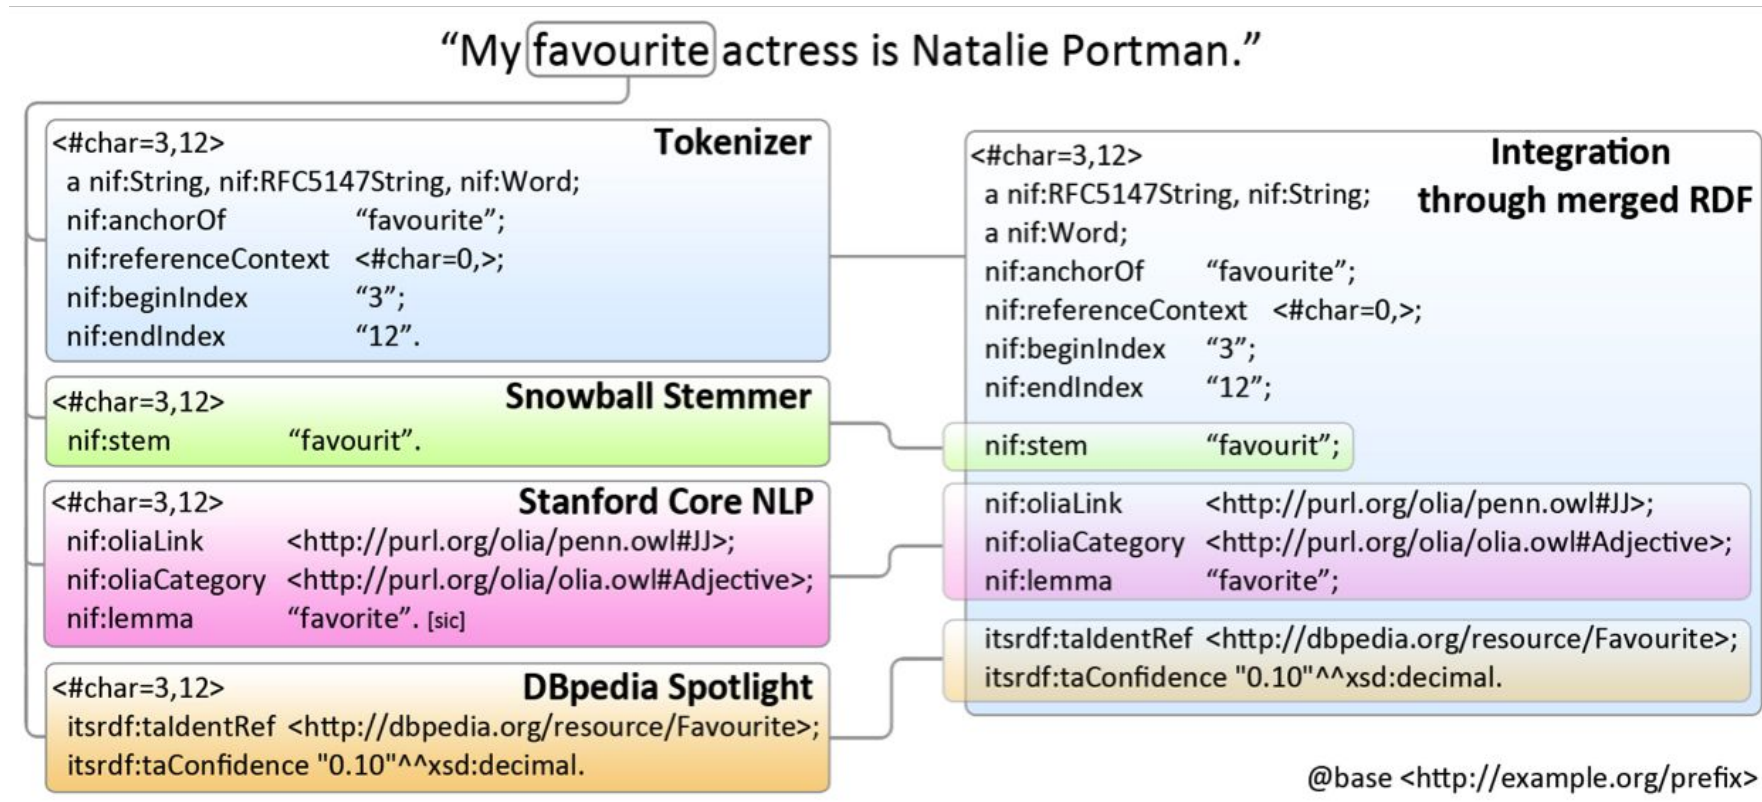 “My favourite actress is Natalie Portman.”
<#char=3,12>
Tokenizer
a nif:String, nif:RFC5147String, nif:Word;
nif:anchorOf “favourite”;
nif:referenceContext <#char=0,>;
nif:beginIndex “3”;
nif:endIndex “12”.
<#char=3,12>
Snowball Stemmer
nif:stem “favourit”.
<#char=3,12>
Stanford Core NLP
nif:oliaLink <http://purl.org/olia/penn.owl#JJ>;
nif:oliaCategory <http://purl.org/olia/olia.owl#Adjective>;
nif:lemma “favorite”. [sic]
<#char=3,12>
DBpedia Spotlight
itsrdf:taIdentRef <http://dbpedia.org/resource/Favourite>;
itsrdf:taConfidence "0.10"^^xsd:decimal.
<#char=3,12>
Integration
through merged RDF
a nif:RFC5147String, nif:String;
a nif:Word;
nif:anchorOf “favourite”;
nif:referenceContext <#char=0,>;
nif:beginIndex “3”;
nif:endIndex “12”;
nif:stem “favourit”;
nif:oliaLink <http://purl.org/olia/penn.owl#JJ>;
nif:oliaCategory <http://purl.org/olia/olia.owl#Adjective>;
nif:lemma “favorite”;
itsrdf:taIdentRef <http://dbpedia.org/resource/Favourite>;
itsrdf:taConfidence "0.10"^^xsd:decimal.
@base <http://example.org/prefix>